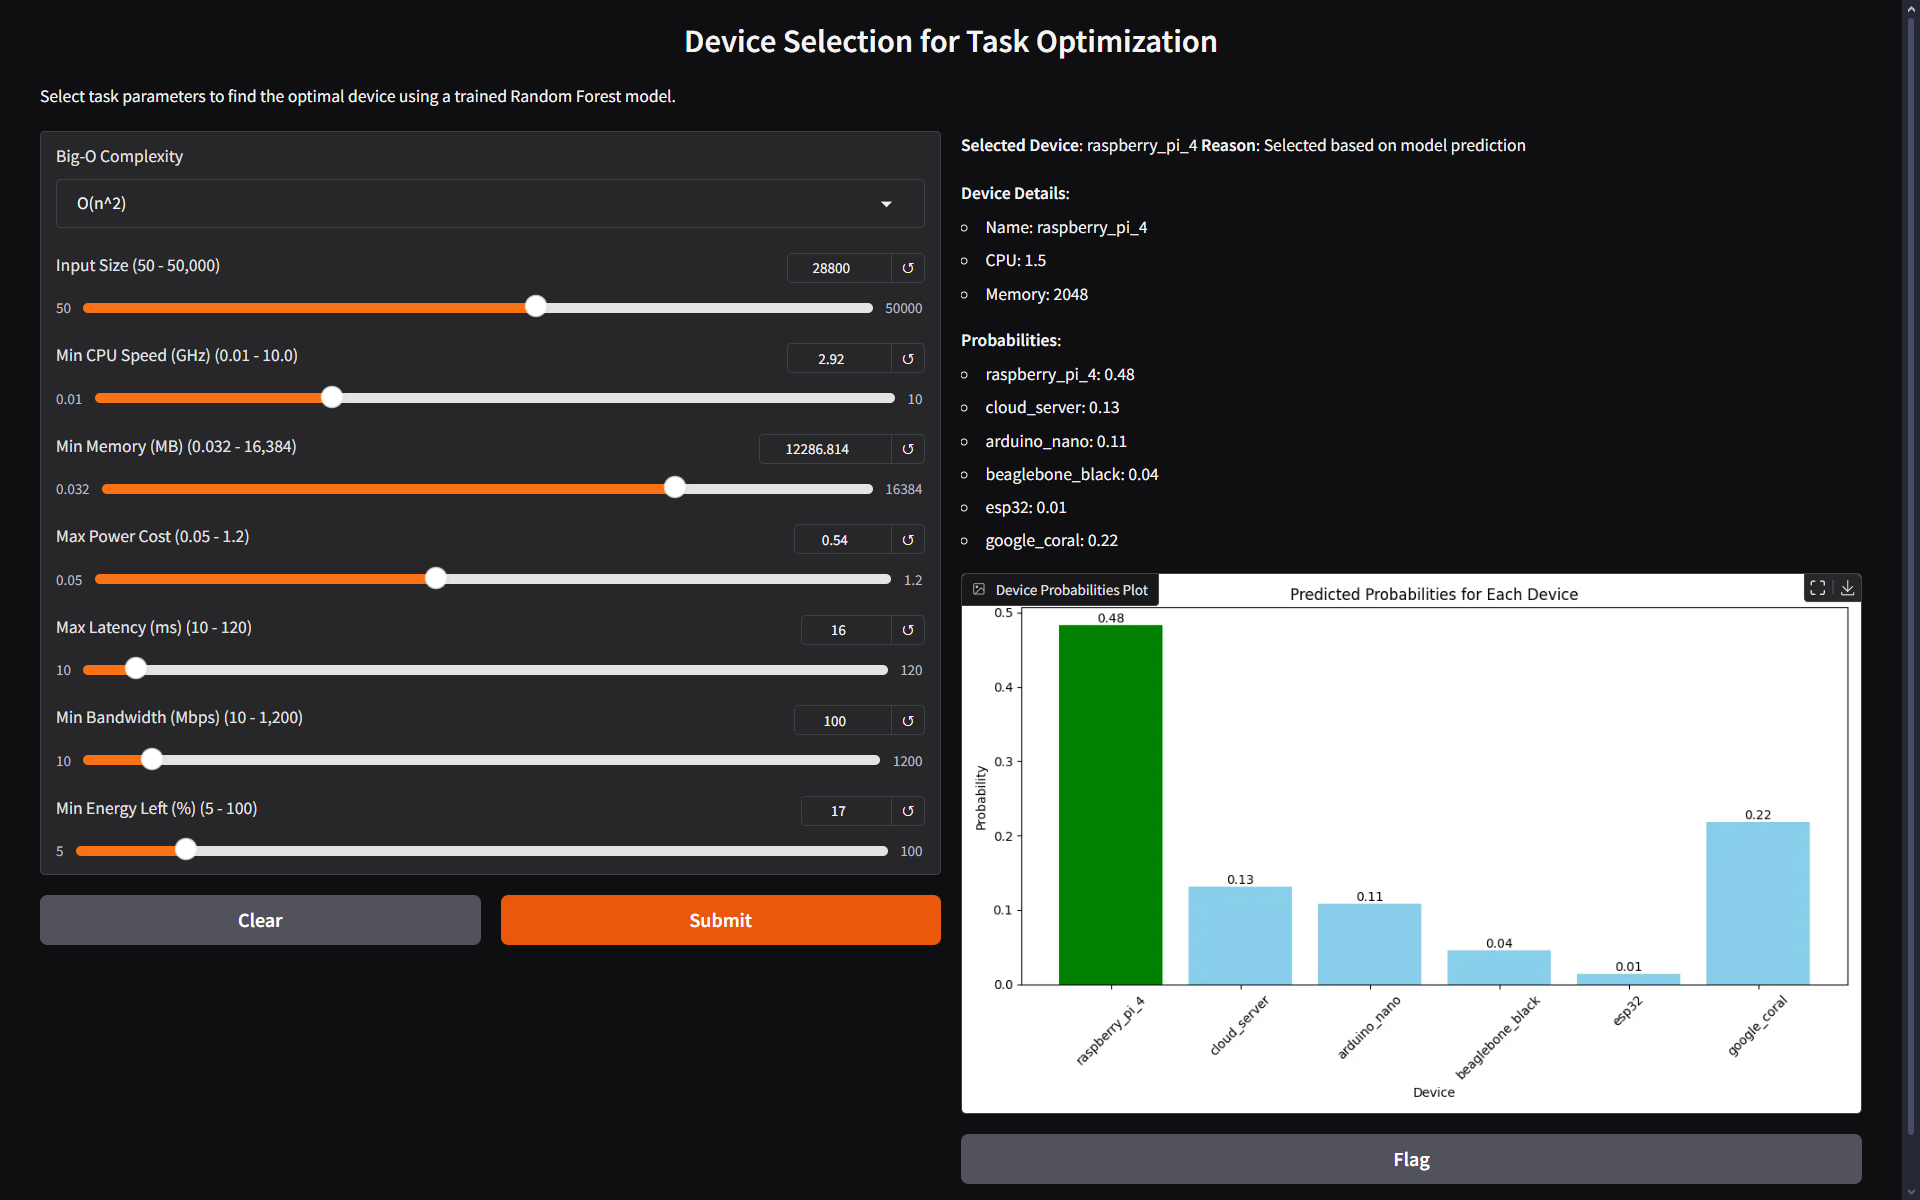 Device Selection for Task Optimization
Select task parameters to find the optimal device using a trained Random Forest model.
Big-O Complexity
O(n^2)
Input Size (50 - 50,000)
28800
↺
50
50000
Min CPU Speed (GHz) (0.01 - 10.0)
2.92
↺
0.01
10
Min Memory (MB) (0.032 - 16,384)
12286.814
↺
0.032
16384
Max Power Cost (0.05 - 1.2)
0.54
↺
0.05
1.2
Max Latency (ms) (10 - 120)
16
↺
10
120
Min Bandwidth (Mbps) (10 - 1,200)
100
↺
10
1200
Min Energy Left (%) (5 - 100)
17
↺
5
100
Clear
Submit
Selected Device: raspberry_pi_4 Reason: Selected based on model prediction
Device Details:
Name: raspberry_pi_4
CPU: 1.5
Memory: 2048
Probabilities:
raspberry_pi_4: 0.48
cloud_server: 0.13
arduino_nano: 0.11
beaglebone_black: 0.04
esp32: 0.01
google_coral: 0.22
Device Probabilities Plot
Predicted Probabilities for Each Device
Probability
0.5
0.4
0.3
0.2
0.1
0.0
0.48
0.13
0.11
0.04
0.01
0.22
raspberry_pi_4
cloud_server
arduino_nano
beaglebone_black
esp32
google_coral
Device
Flag